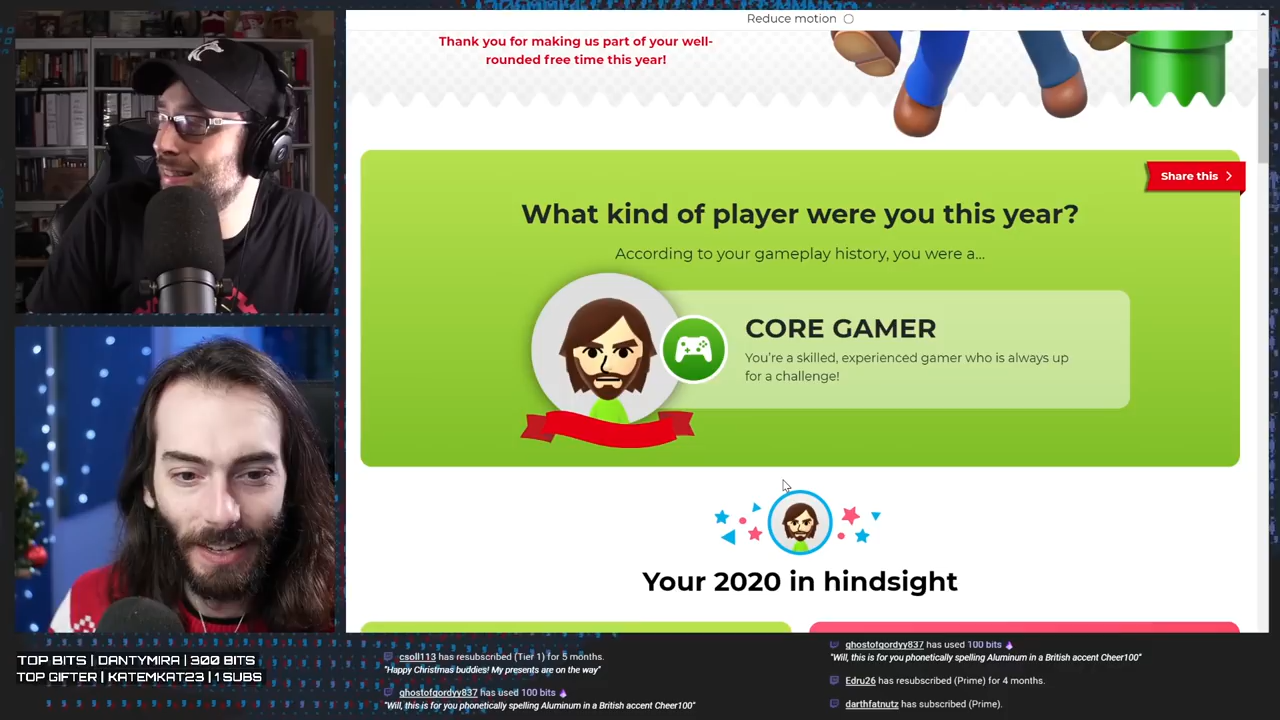 Reduce motion
Thank you for making us part of your well-
rounded free time this year!
Share this
What kind of player were you this year?
According to your gameplay history, you were a...
CORE GAMER
You're a skilled, experienced gamer who is always up
for a challenge!
Your 2020 in hindsight
TOP BITS | DANTYMIRA | 300 BITS
TOP GIFTER | KATEMKAT23 | 1 SUBS
csoll113 has resubscribed (Tier 1) for 5 months.
"Happy Christmas buddies! My presents are on the way"
ghostofgordyy837 has used 100 bits
"Will, this is for you phonetically spelling Aluminum in a British accent Cheer100"
ghostofgordyy837 has used 100 bits
"Will, this is for you phonetically spelling Aluminum in a British accent Cheer100"
Edru26 has resubscribed (Prime) for 4 months.
darthfatnutz has subscribed (Prime).